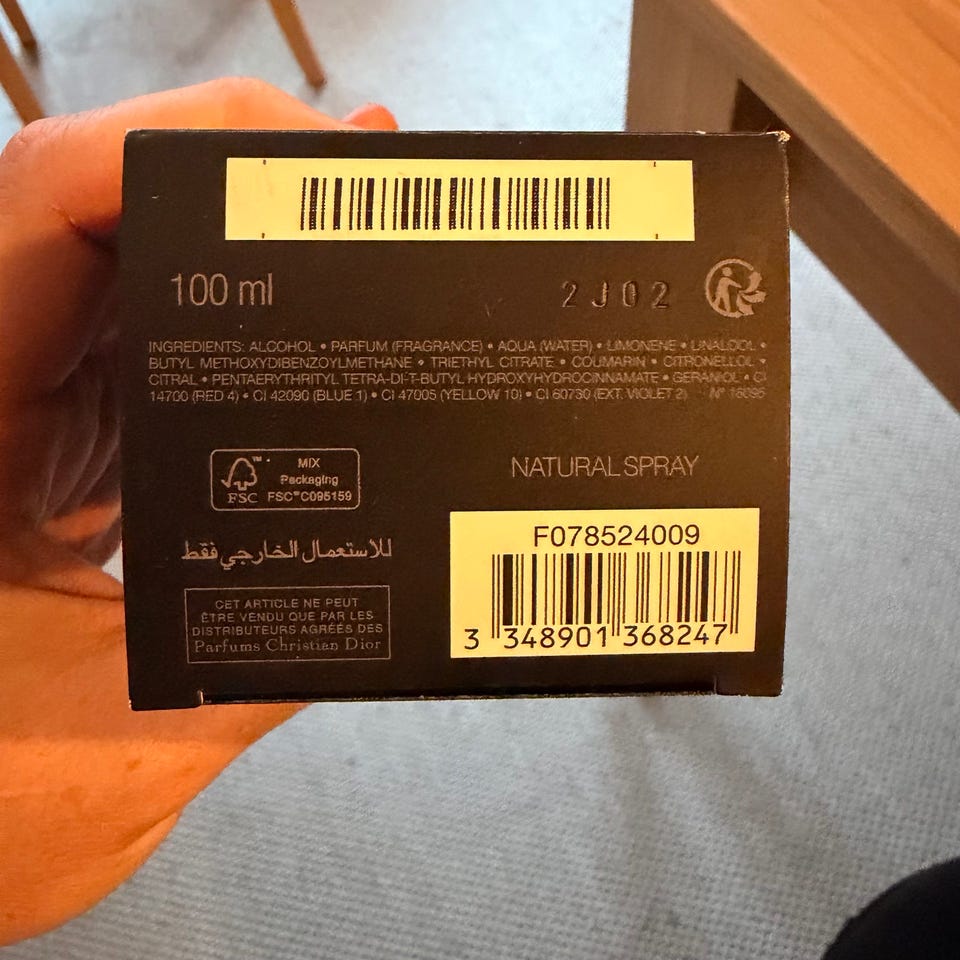 100 ml
2J02
INGREDIENTS: ALCOHOL • PARFUM (FRAGRANCE) • AQUA (WATER) • LIMONENE • LINALOOL •
BUTYL METHOXYDIBENZOYLMETHANE • TRIETHYL CITRATE • COUMARIN • CITRONELLOL •
CITRAL • PENTAERYTHRITYL TETRA-DI-T-BUTYL HYDROXYHYDROCINNAMATE • GERANIOL • CI
14700 (RED 4) • CI 42090 (BLUE 1) • CI 47005 (YELLOW 10) • CI 60730 (EXT. VIOLET 2)
MIX
Packaging
FSC™
FSC® C095159
NATURAL SPRAY
للاستعمال الخارجي فقط
CET ARTICLE NE PEUT
ÊTRE VENDU QUE PAR LES
DISTRIBUTEURS AGRÉÉS DES
Parfums Christian Dior
F078524009
3 348901 368247